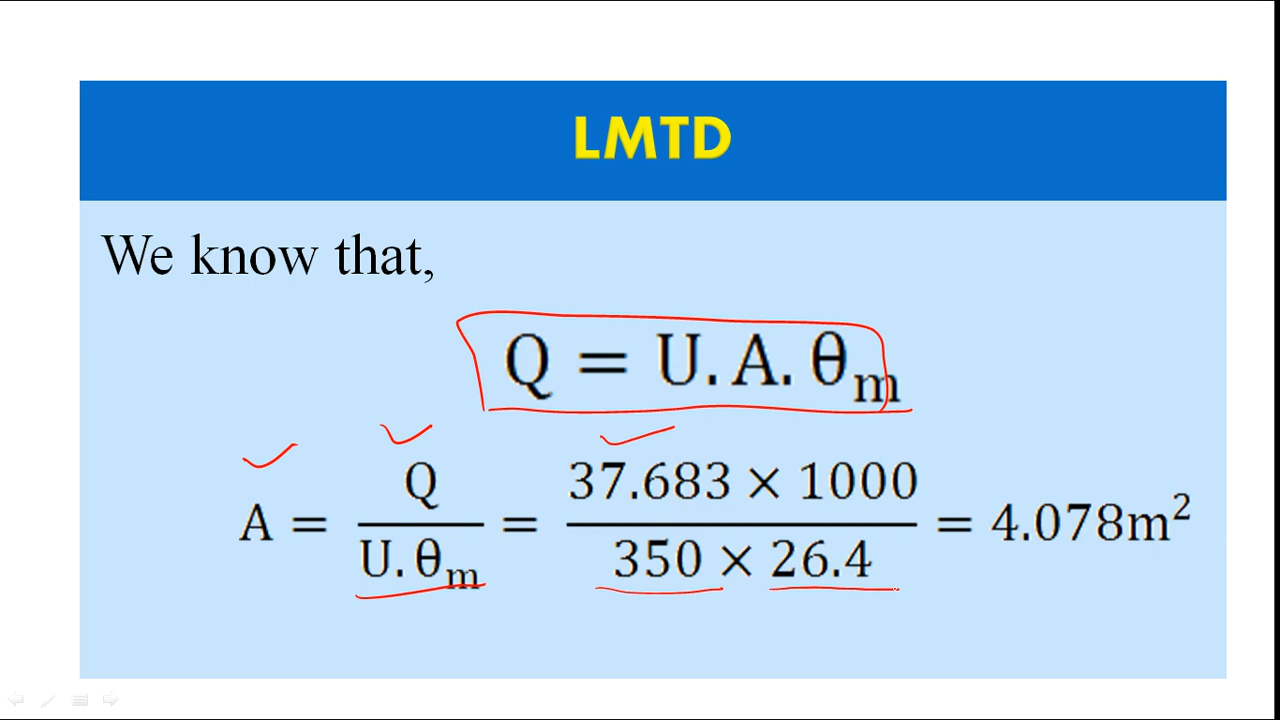 LMTD
We know that,
Q = U. A. θₘ
A = Q / U. θₘ = 37.683 × 1000 / 350 × 26.4 = 4.078m²